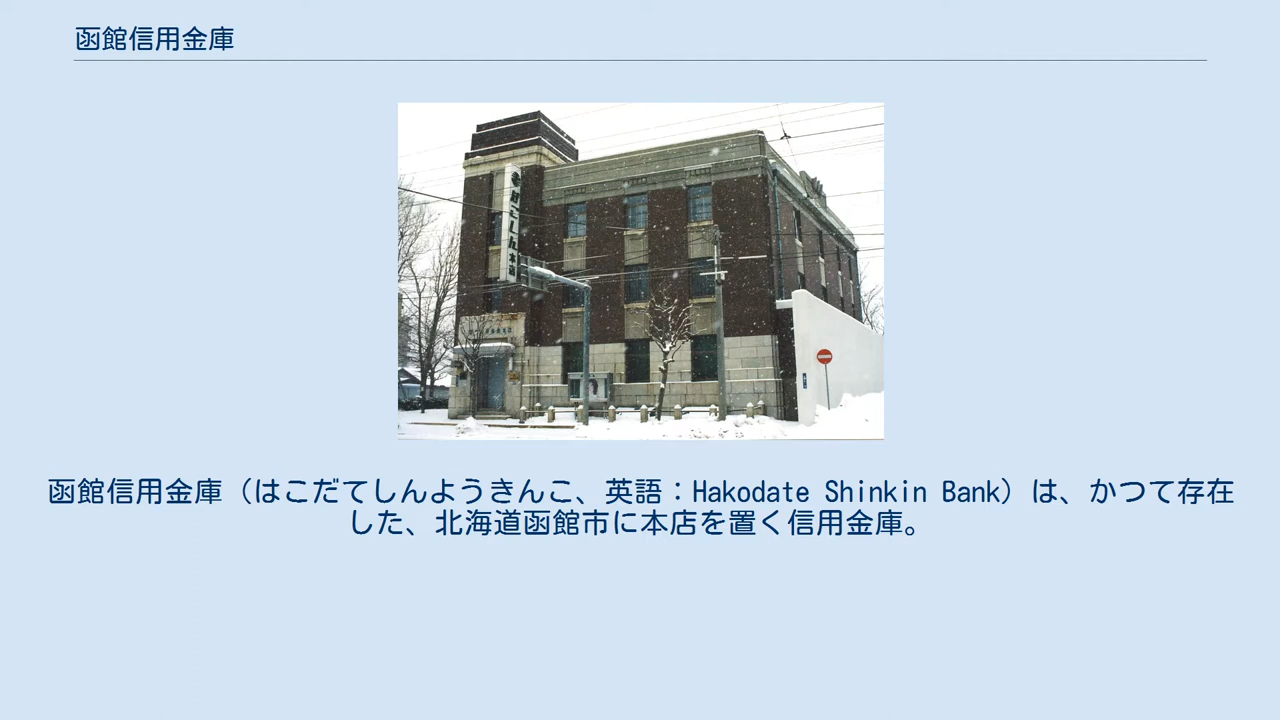 函館信用金庫
函館信用金庫（はこだてしんようきんこ、英語：Hakodate Shinkin Bank）は、かつて存在
した、北海道函館市に本店を置く信用金庫。